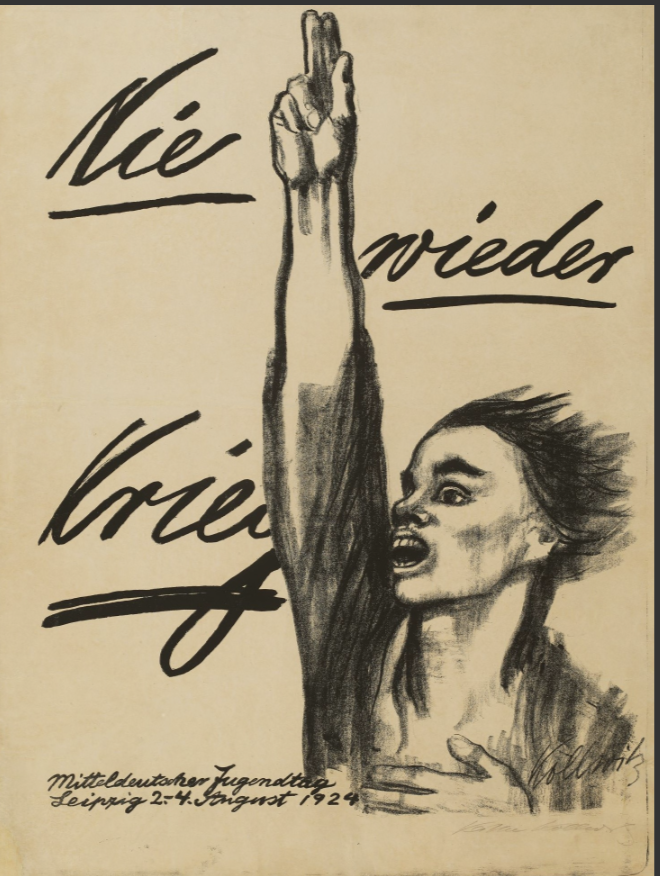 Nie
wieder
Krieg
Mitteldeutscher Jugendtag
Leipzig 2.-4. August 1924
Kollwitz